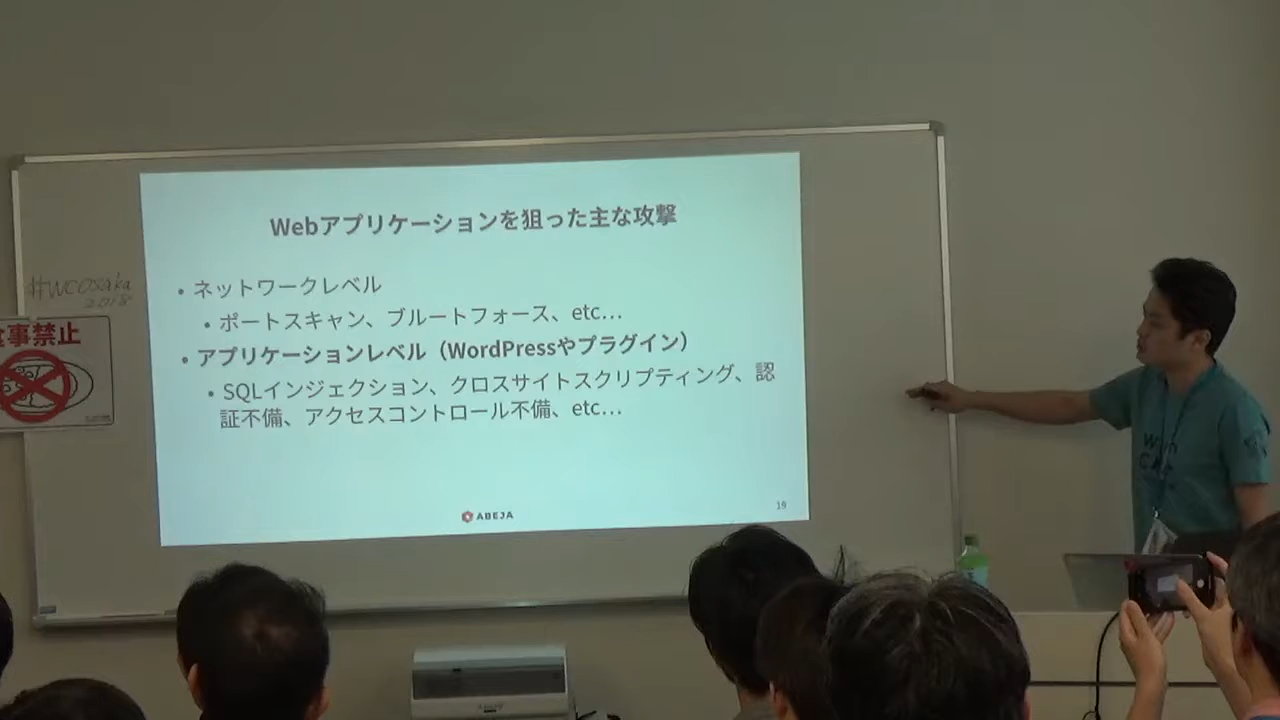 Webアプリケーションを狙った主な攻撃
• ネットワークレベル
• ポートスキャン、ブルートフォース、etc…
• アプリケーションレベル（WordPressやプラグイン）
• SQLインジェクション、クロスサイトスクリプティング、認
証不備、アクセスコントロール不備、etc…
ABEJA
19
#WCOSaka
2018
食事禁止